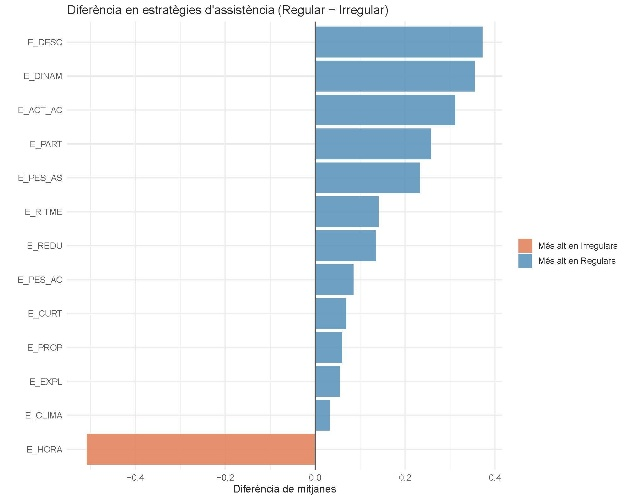 Diferència en estratègies d'assistència (Regular − Irregular)
E_DESC
E_DINAM
E_ACT_AC
E_PART
E_PES_AS
E_RITME
E_REDU
E_PES_AC
E_CURT
E_PROP
E_EXPL
E_CLIMA
E_HORA
Més alt en Irregulars
Més alt en Regulars
−0.4
−0.2
0.0
0.2
0.4
Diferència de mitjanes